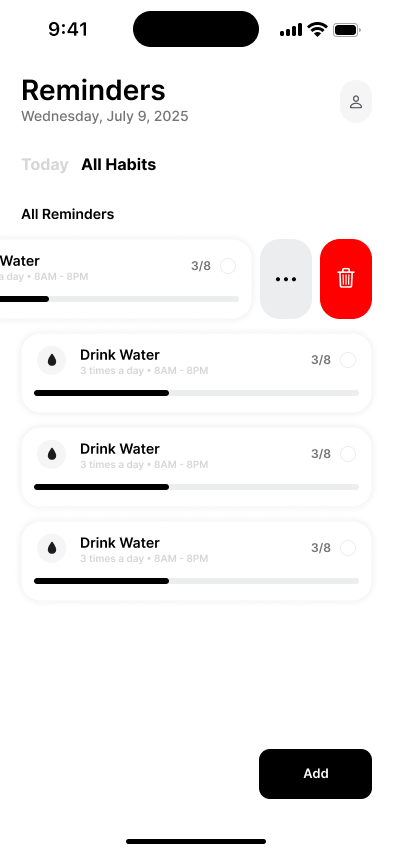 9:41
Reminders
Wednesday, July 9, 2025
Today All Habits
All Reminders
Water 3/8
a day • 8AM - 8PM
Drink Water 3/8
3 times a day • 8AM - 8PM
Drink Water 3/8
3 times a day • 8AM - 8PM
Drink Water 3/8
3 times a day • 8AM - 8PM
Add